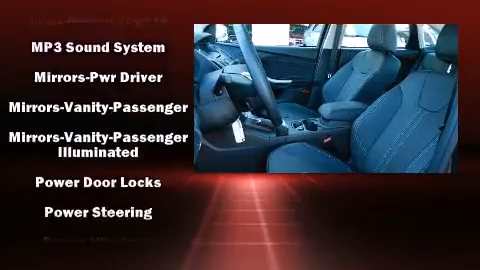 MP3 Sound System
Mirrors-Pwr Driver
Mirrors-Vanity-Passenger
Mirrors-Vanity-Passenger
Illuminated
Power Door Locks
Power Steering